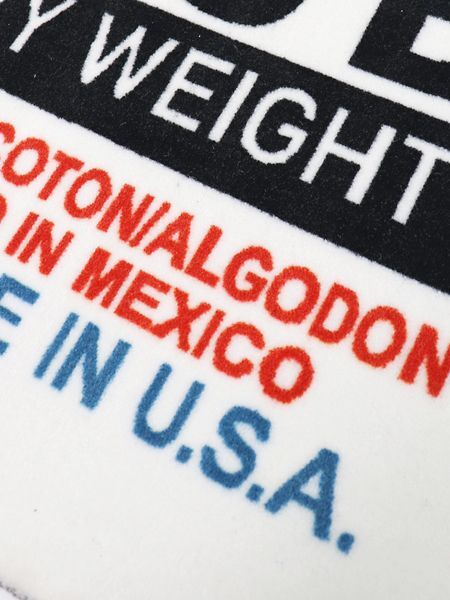 Y WEIGHT
COTON/ALGODON
D IN MEXICO
E IN U.S.A.